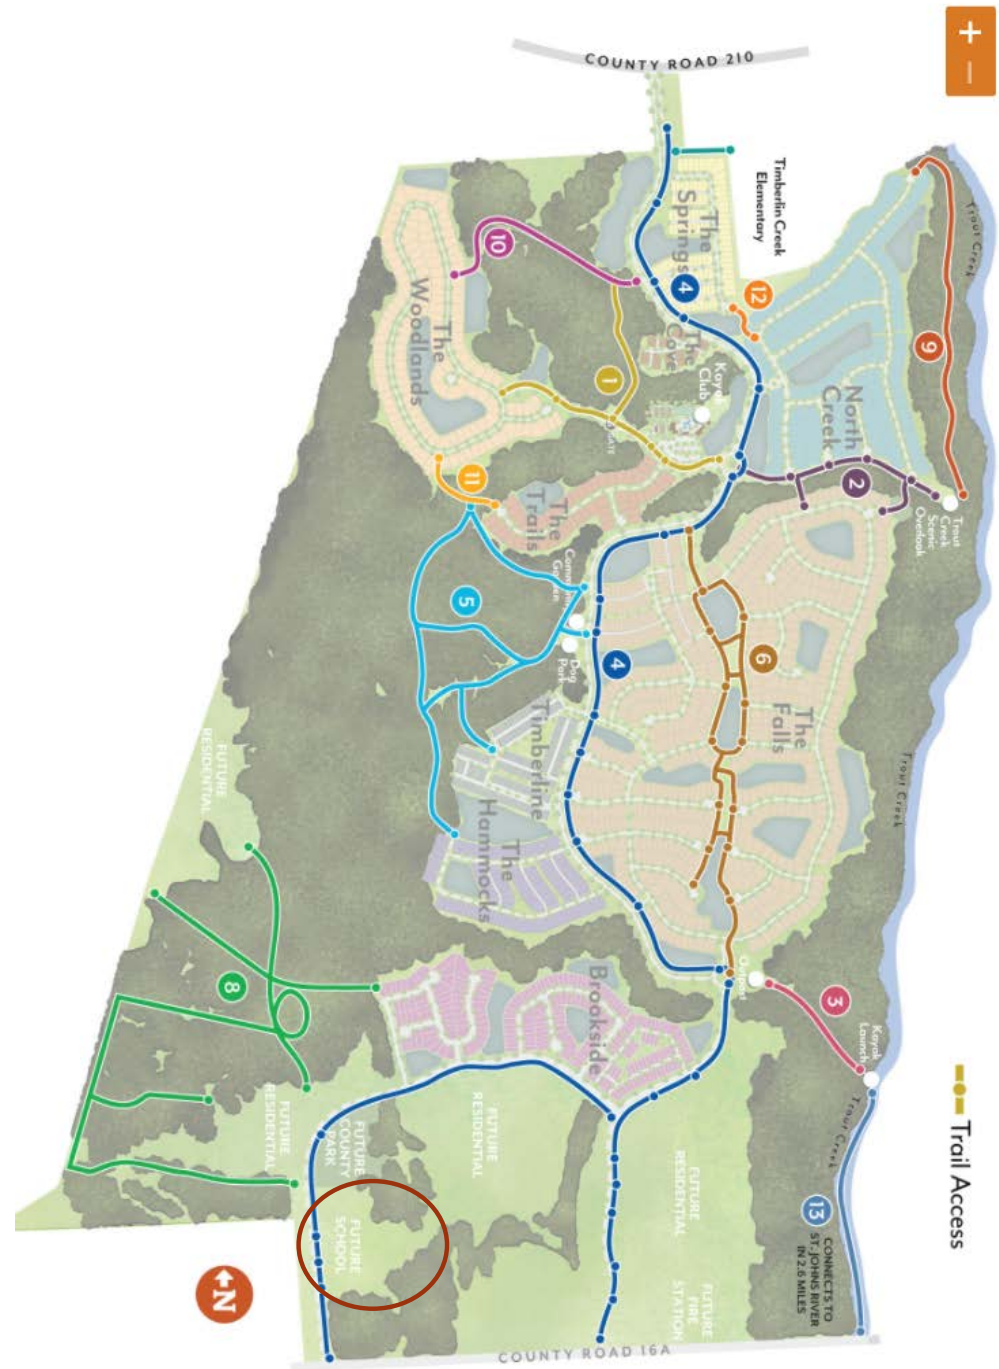 +
−
COUNTY ROAD 210
Timberlin Creek
Elementary
Trout Creek
The
Springs
10
4
12
9
The
Cove
The
Woodlands
1
Kayak
Club
GATE
North
Creek
2
Trout
Creek
Scenic
Overlook
11
The
Trails
Community
Garden
5
Dog
Park
4
6
The
Falls
Timberline
Trout Creek
FUTURE
RESIDENTIAL
The
Hammocks
8
Brookside
Outpost
3
Kayak
Launch
Trail Access
Trout Creek
FUTURE
RESIDENTIAL
FUTURE
COUNTY
PARK
FUTURE
RESIDENTIAL
FUTURE
RESIDENTIAL
13
CONNECTS TO
ST. JOHNS RIVER
IN 2.6 MILES
FUTURE
SCHOOL
FUTURE
FIRE
STATION
N
COUNTY ROAD 16A